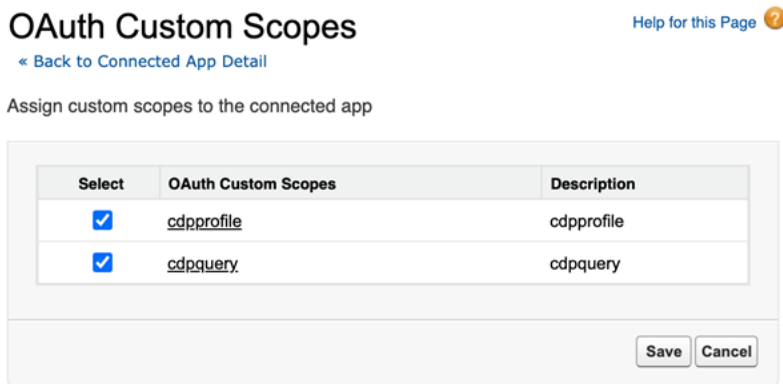 OAuth Custom Scopes
Help for this Page ?
« Back to Connected App Detail
Assign custom scopes to the connected app
Select OAuth Custom Scopes Description
cdpprofile cdpprofile
cdpquery cdpquery
Save Cancel